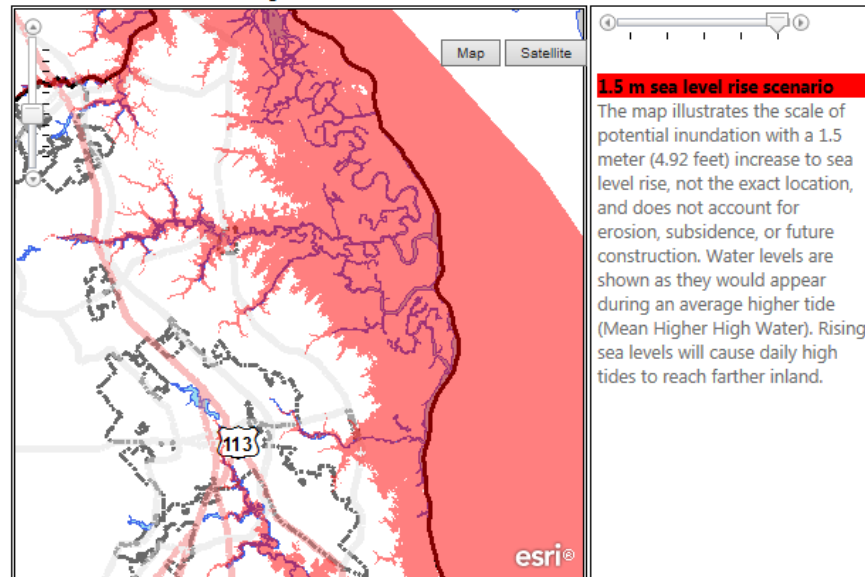 Map Satellite
113
esri®
1.5 m sea level rise scenario
The map illustrates the scale of
potential inundation with a 1.5
meter (4.92 feet) increase to sea
level rise, not the exact location,
and does not account for
erosion, subsidence, or future
construction. Water levels are
shown as they would appear
during an average higher tide
(Mean Higher High Water). Rising
sea levels will cause daily high
tides to reach farther inland.